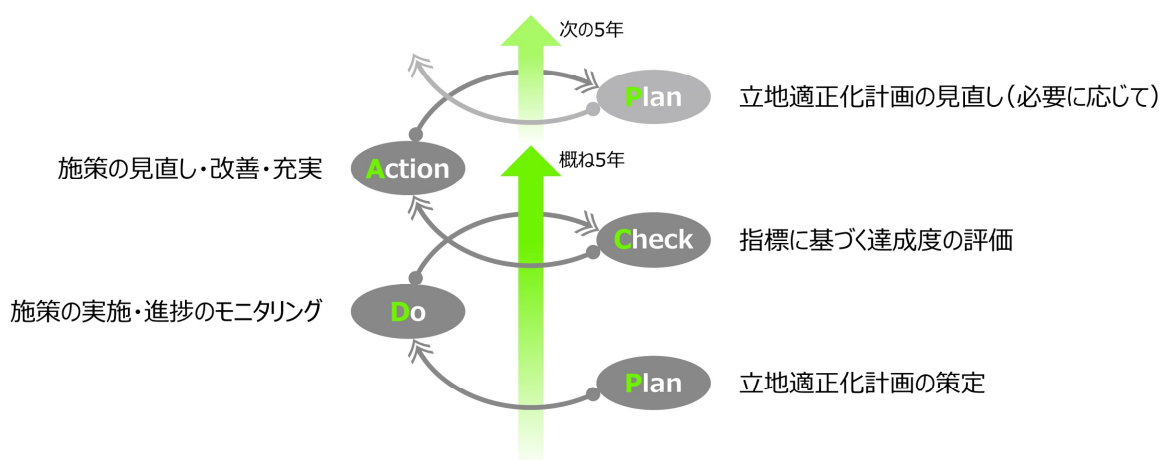 次の5年
Plan
立地適正化計画の見直し(必要に応じて)
概ね5年
施策の見直し・改善・充実
Action
Check
指標に基づく達成度の評価
施策の実施・進捗のモニタリング
Do
Plan
立地適正化計画の策定